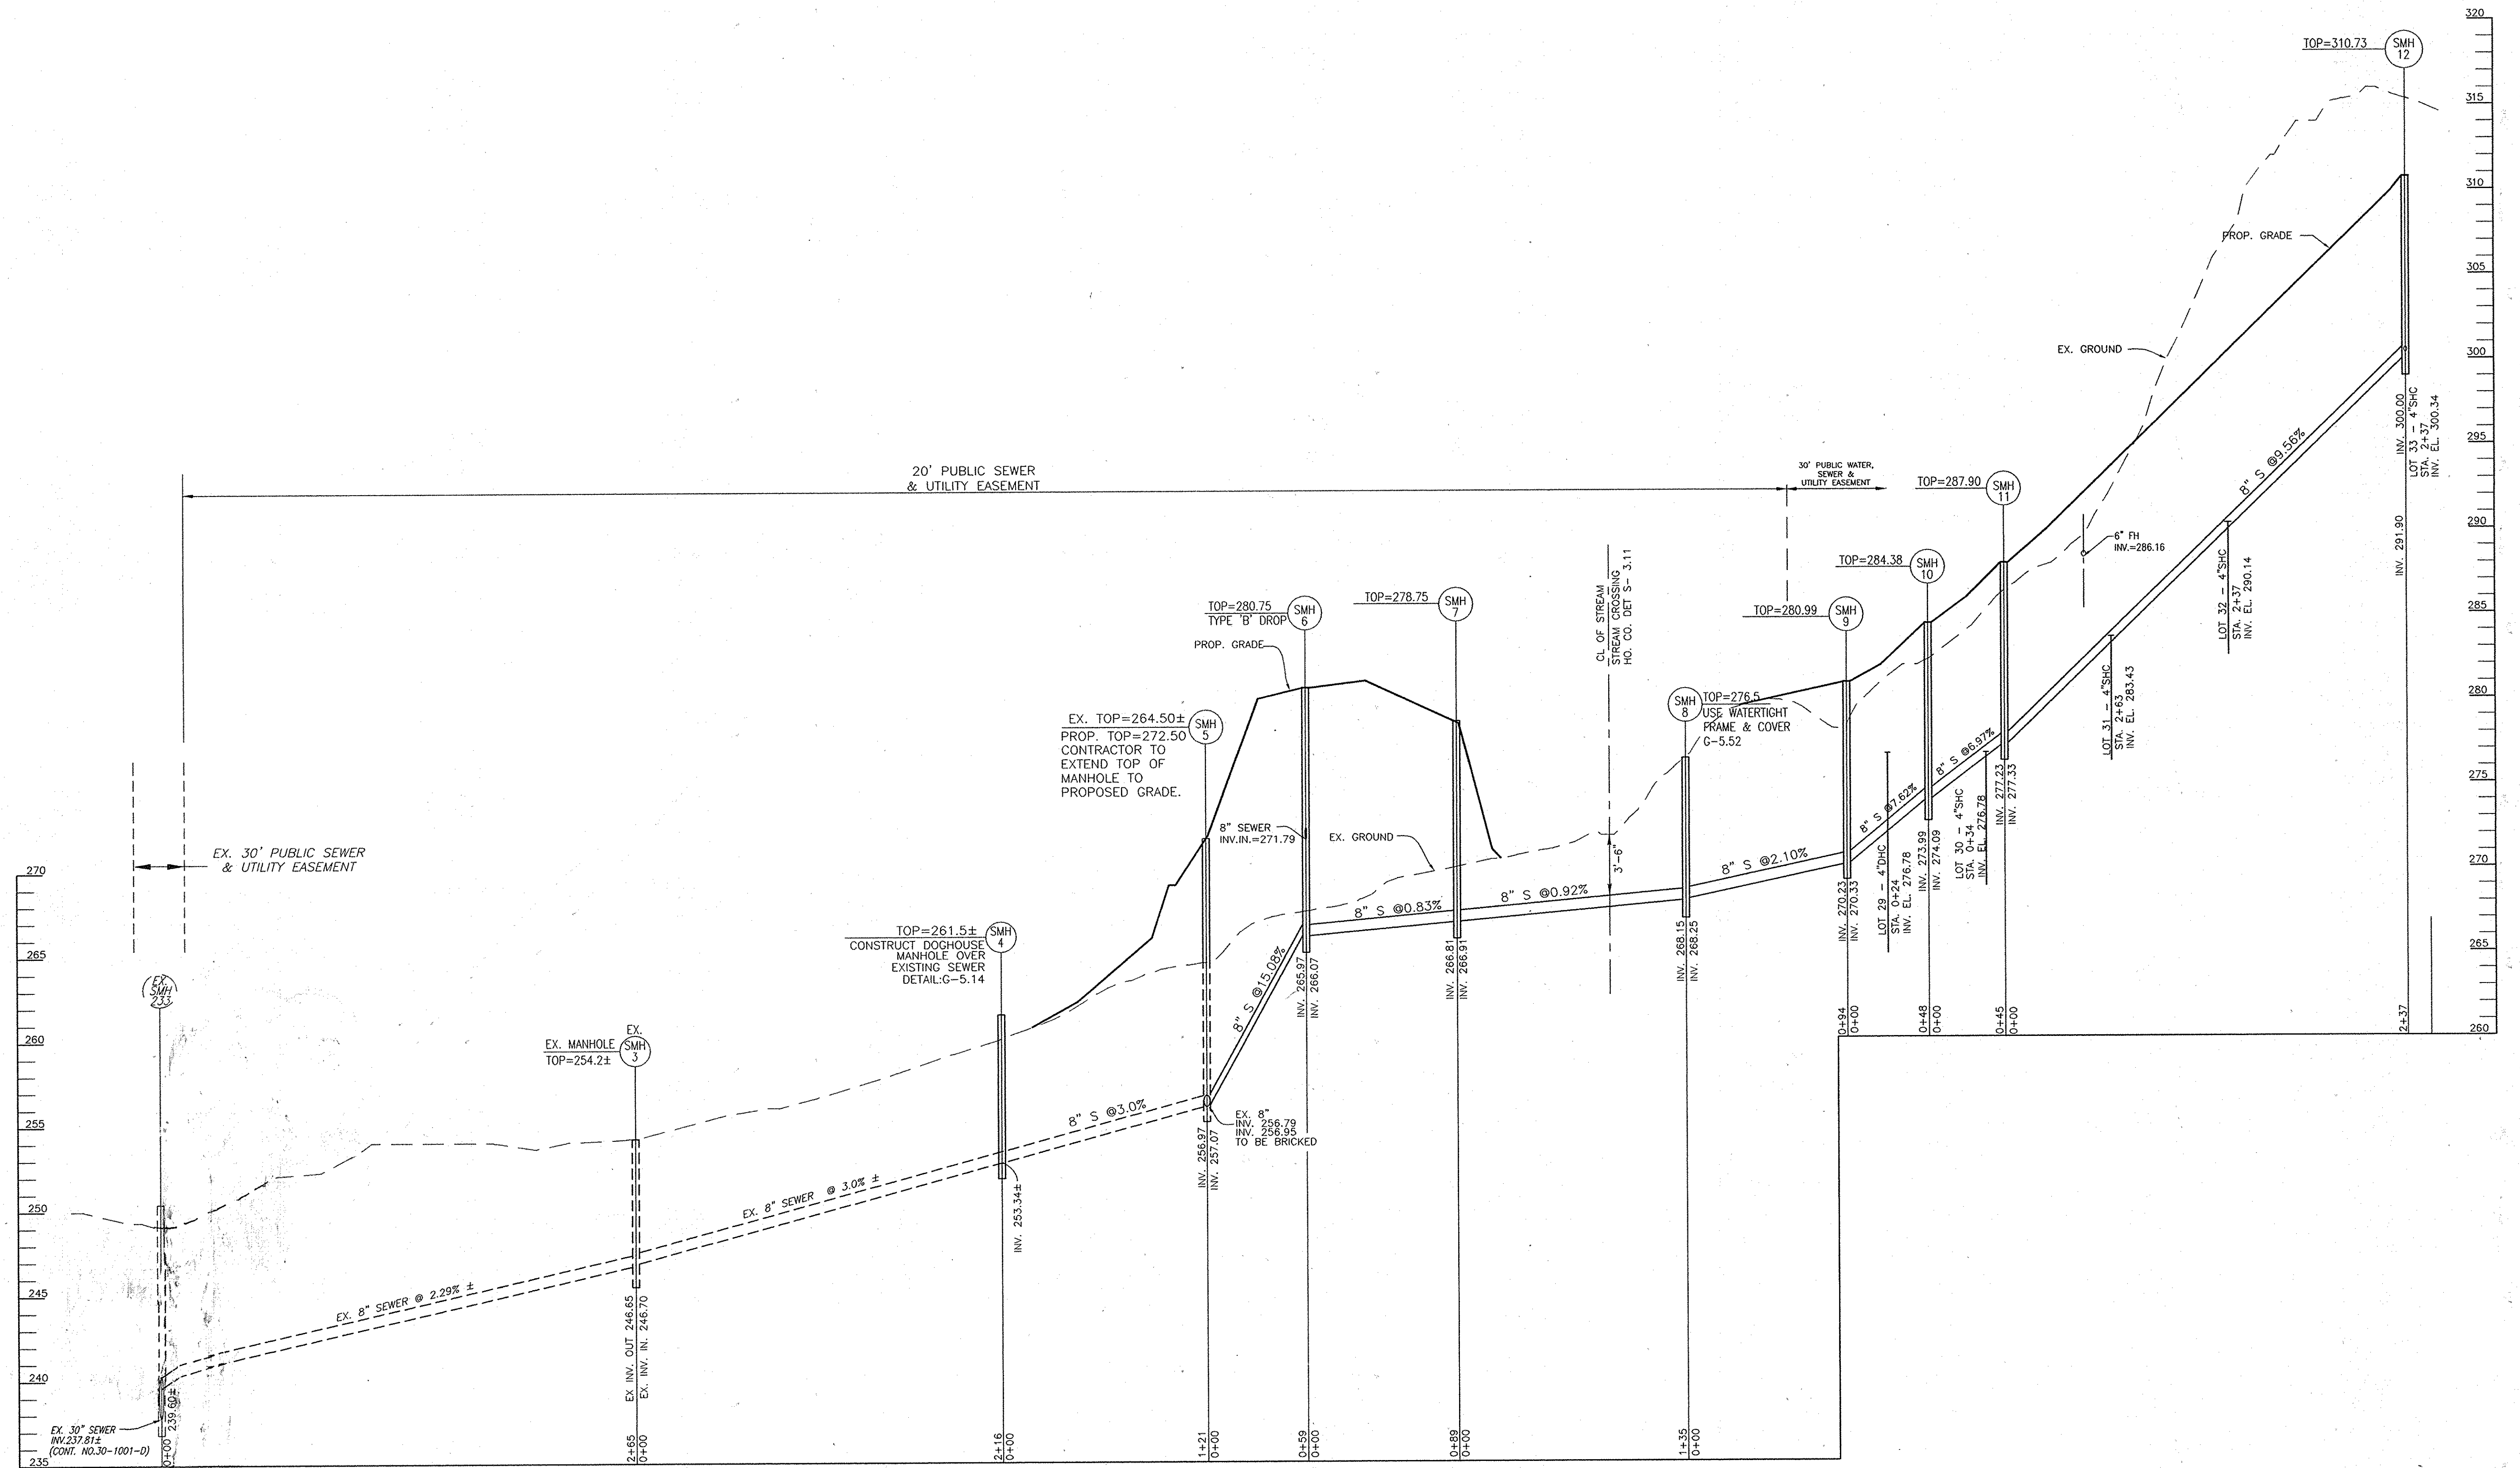 320
315
310
305
300
295
290
285
280
275
270
265
260
270
265
260
255
250
245
240
235
EX.
SMH
233
EX. 30" SEWER
INV.237.81±
(CONT. NO.30-1001-D)
239.60±
0+00
EX. 30' PUBLIC SEWER
& UTILITY EASEMENT
20' PUBLIC SEWER
& UTILITY EASEMENT
30' PUBLIC WATER,
SEWER &
UTILITY EASEMENT
EX. 8" SEWER @ 2.29% ±
EX.
SMH
3
EX. MANHOLE
TOP=254.2±
EX INV. OUT 246.65
EX. INV. IN. 246.70
2+65
0+00
EX. 8" SEWER @ 3.0% ±
SMH
4
TOP=261.5±
CONSTRUCT DOGHOUSE
MANHOLE OVER
EXISTING SEWER
DETAIL:G-5.14
INV. 253.34±
2+16
0+00
8" S @3.0%
SMH
5
EX. TOP=264.50±
PROP. TOP=272.50
CONTRACTOR TO
EXTEND TOP OF
MANHOLE TO
PROPOSED GRADE.
EX. 8"
INV. 256.79
INV. 256.95
TO BE BRICKED
INV. 256.97
INV. 257.07
1+21
0+00
8" S @15.08%
SMH
6
TOP=280.75
TYPE 'B' DROP
PROP. GRADE
8" SEWER
INV.IN.=271.79
INV. 265.97
INV. 266.07
0+59
0+00
EX. GROUND
8" S @0.83%
SMH
7
TOP=278.75
INV. 266.81
INV. 266.91
0+89
0+00
8" S @0.92%
CL OF STREAM
STREAM CROSSING
HO. CO. DET S- 3.11
3'-6"
SMH
8
TOP=276.5
USE WATERTIGHT
FRAME & COVER
G-5.52
INV. 268.15
INV. 268.25
1+35
0+00
8" S @2.10%
SMH
9
TOP=280.99
INV. 270.23
INV. 270.33
0+94
0+00
8" S @7.62%
LOT 29 - 4"DHC
STA. 0+24
INV. EL. 276.78
SMH
10
TOP=284.38
INV. 273.99
INV. 274.09
0+48
0+00
8" S @6.97%
LOT 30 - 4"SHC
STA. 0+34
INV. EL. 276.78
SMH
11
TOP=287.90
INV. 277.23
INV. 277.33
0+45
0+00
EX. GROUND
6" FH
INV.=286.16
LOT 31 - 4"SHC
STA. 2+63
INV. EL. 283.43
LOT 32 - 4"SHC
STA. 2+37
INV. EL. 290.14
8" S @9.56%
PROP. GRADE
SMH
12
TOP=310.73
INV. 300.00
LOT 33 - 4"SHC
STA. 2+37
INV. EL. 300.34
INV. 291.90
2+37